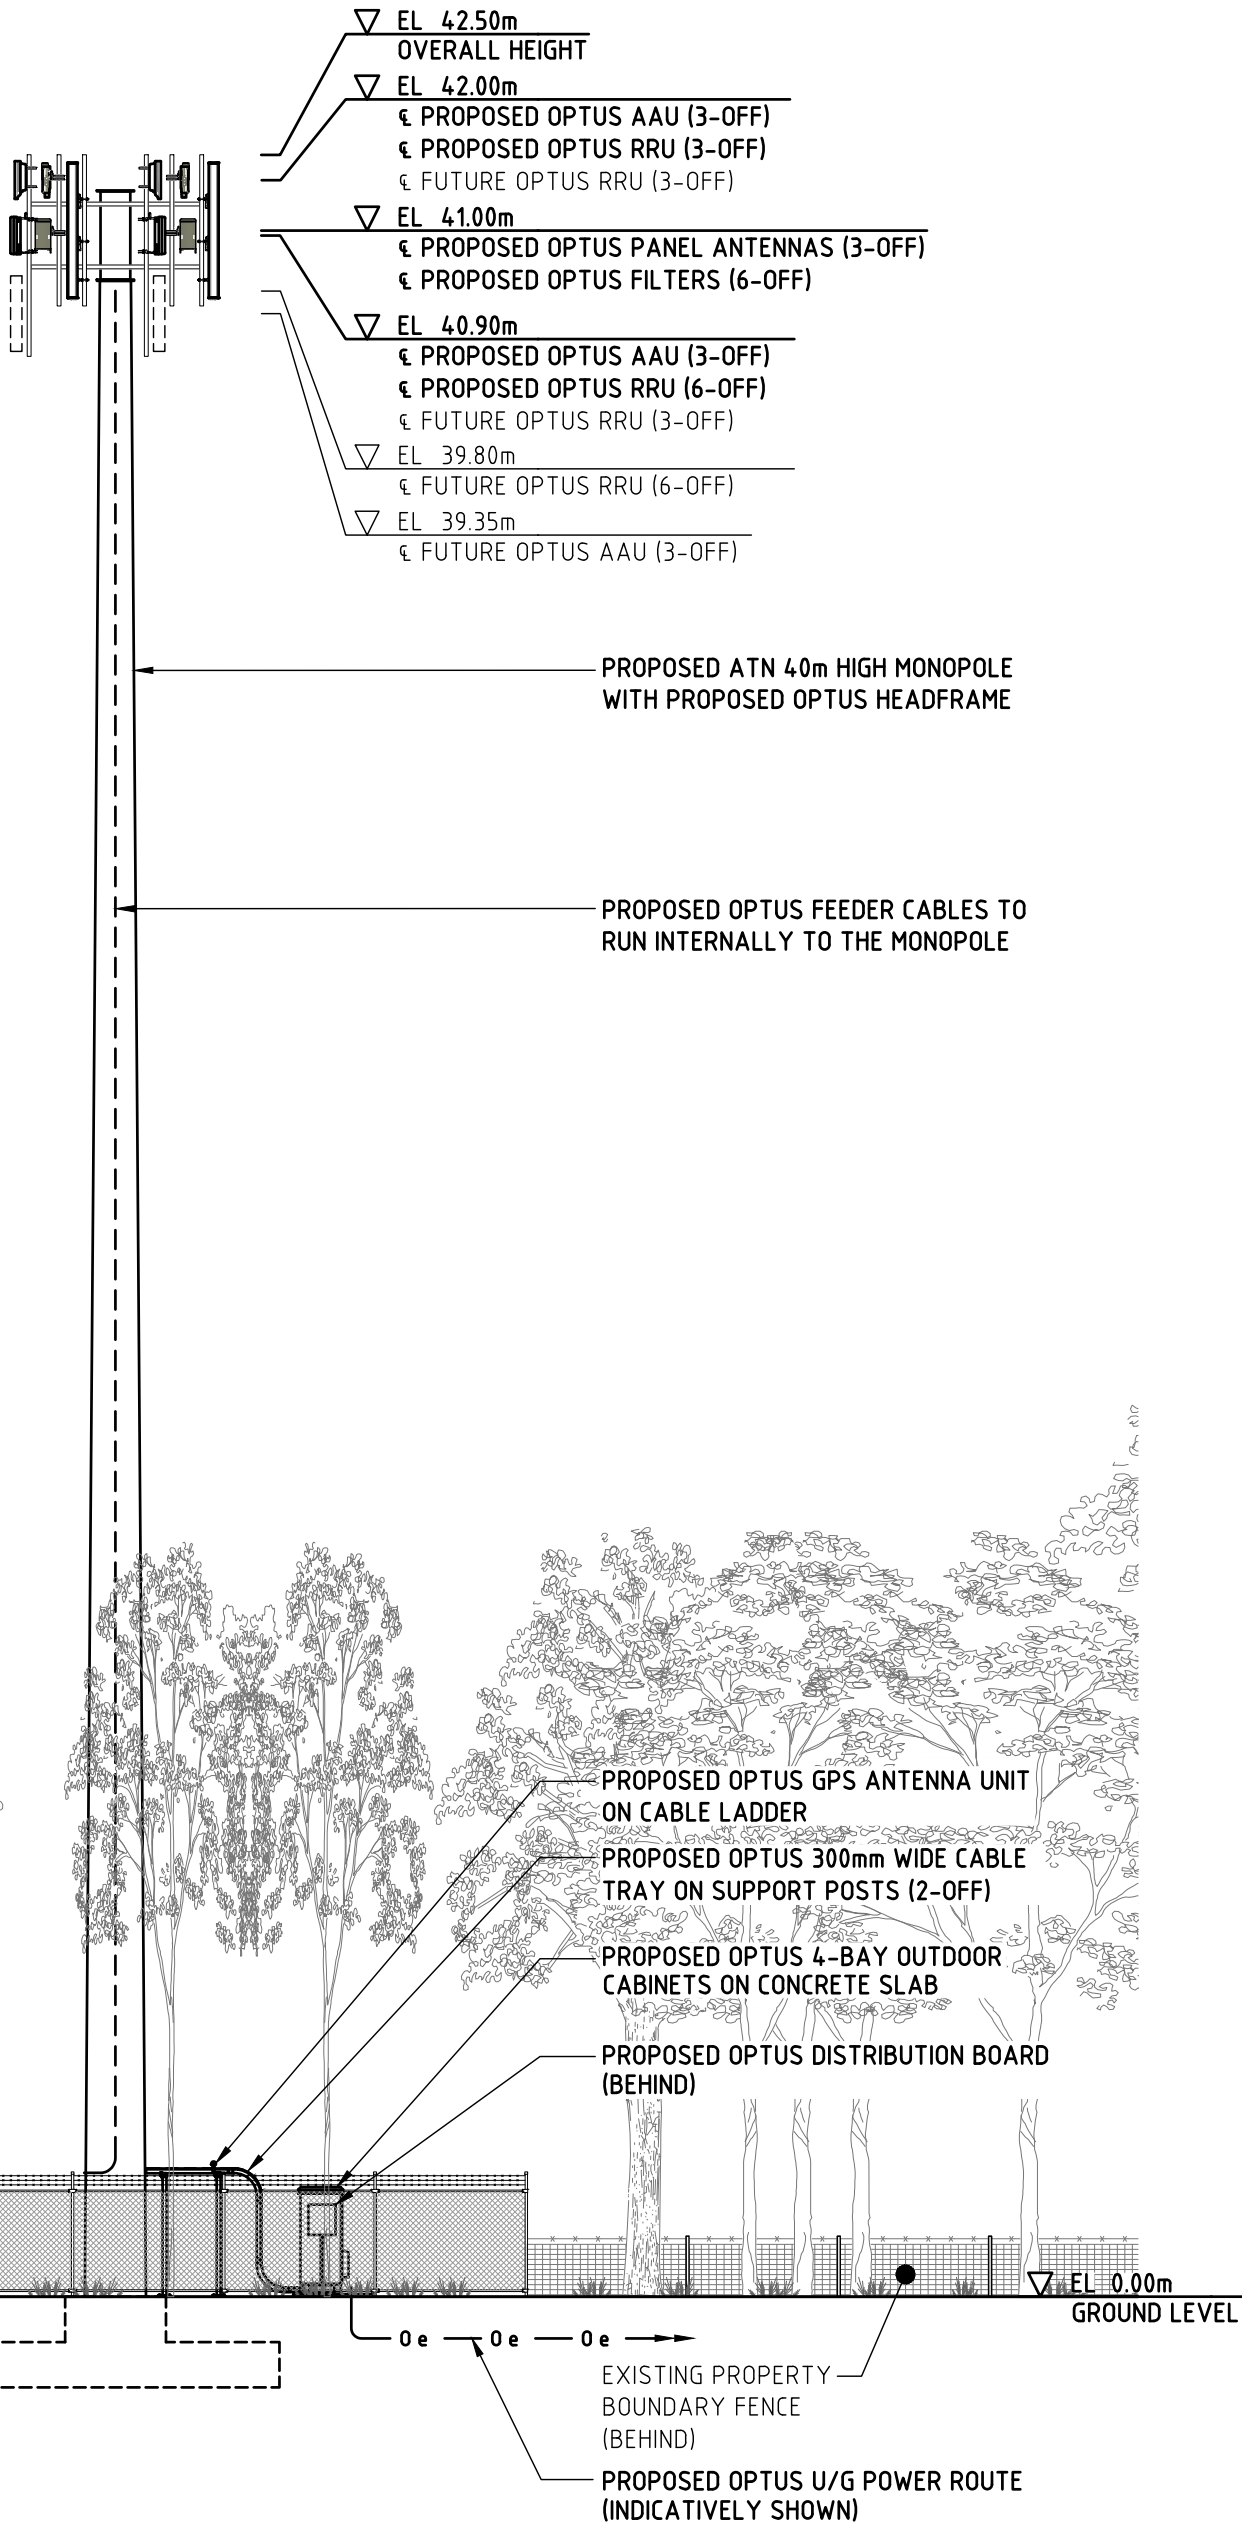 EL 42.50m
OVERALL HEIGHT
EL 42.00m
℄ PROPOSED OPTUS AAU (3-OFF)
℄ PROPOSED OPTUS RRU (3-OFF)
℄ FUTURE OPTUS RRU (3-OFF)
EL 41.00m
℄ PROPOSED OPTUS PANEL ANTENNAS (3-OFF)
℄ PROPOSED OPTUS FILTERS (6-OFF)
EL 40.90m
℄ PROPOSED OPTUS AAU (3-OFF)
℄ PROPOSED OPTUS RRU (6-OFF)
℄ FUTURE OPTUS RRU (3-OFF)
EL 39.80m
℄ FUTURE OPTUS RRU (6-OFF)
EL 39.35m
℄ FUTURE OPTUS AAU (3-OFF)
PROPOSED ATN 40m HIGH MONOPOLE
WITH PROPOSED OPTUS HEADFRAME
PROPOSED OPTUS FEEDER CABLES TO
RUN INTERNALLY TO THE MONOPOLE
PROPOSED OPTUS GPS ANTENNA UNIT
ON CABLE LADDER
PROPOSED OPTUS 300mm WIDE CABLE
TRAY ON SUPPORT POSTS (2-OFF)
PROPOSED OPTUS 4-BAY OUTDOOR
CABINETS ON CONCRETE SLAB
PROPOSED OPTUS DISTRIBUTION BOARD
(BEHIND)
EL 0.00m
GROUND LEVEL
Oe Oe Oe
EXISTING PROPERTY
BOUNDARY FENCE
(BEHIND)
PROPOSED OPTUS U/G POWER ROUTE
(INDICATIVELY SHOWN)